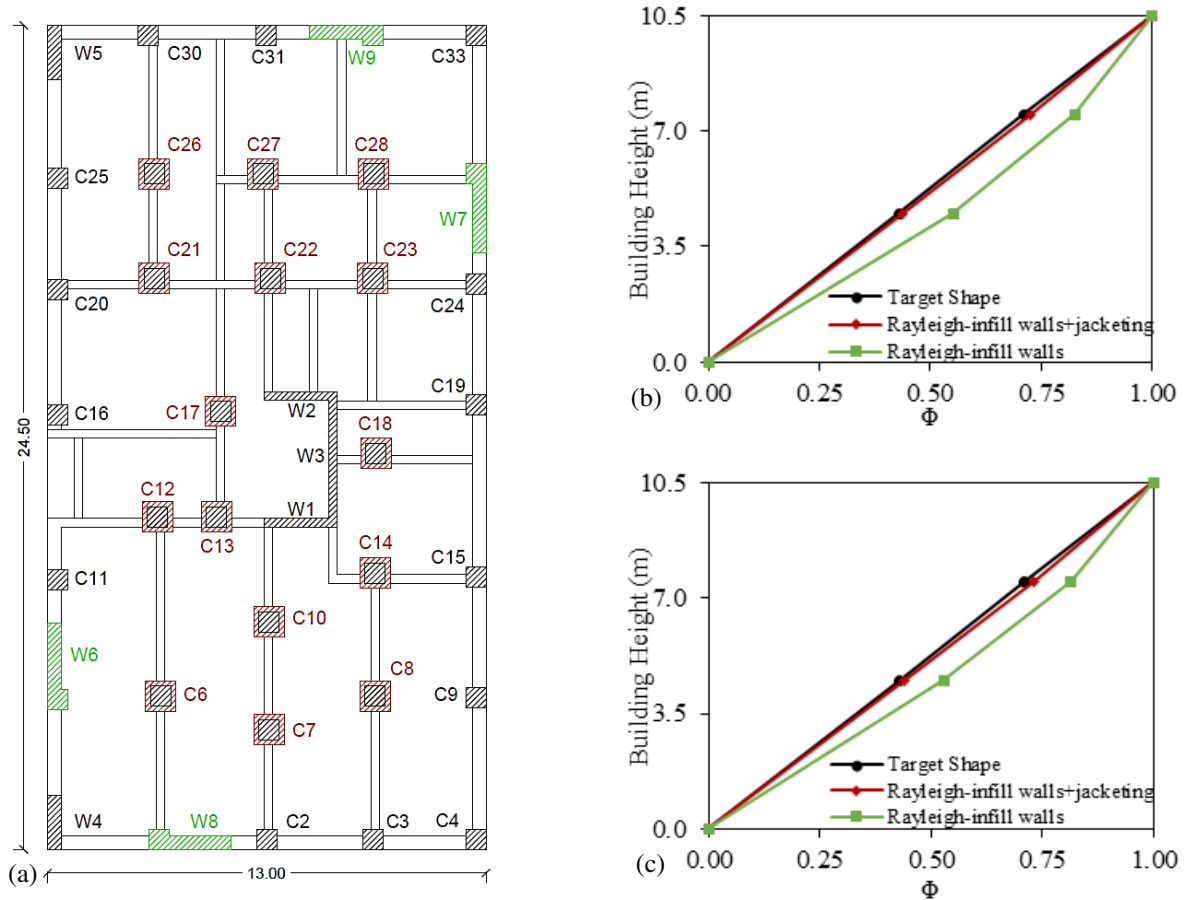 W5
C30
C31
W9
C33
C26
C27
C28
C25
W7
C21
C22
C23
C20
C24
C19
C16
C17
W2
C18
W3
C12
W1
C13
C14
C15
C11
C10
W6
C8
C6
C9
C7
W4
W8
C2
C3
C4
24.50
13.00
(a)
10.5
7.0
3.5
0.0
Building Height (m)
Target Shape
Rayleigh-infill walls+jacketing
Rayleigh-infill walls
0.00 0.25 0.50 0.75 1.00
Φ
(b)
10.5
7.0
3.5
0.0
Building Height (m)
Target Shape
Rayleigh-infill walls+jacketing
Rayleigh-infill walls
0.00 0.25 0.50 0.75 1.00
Φ
(c)